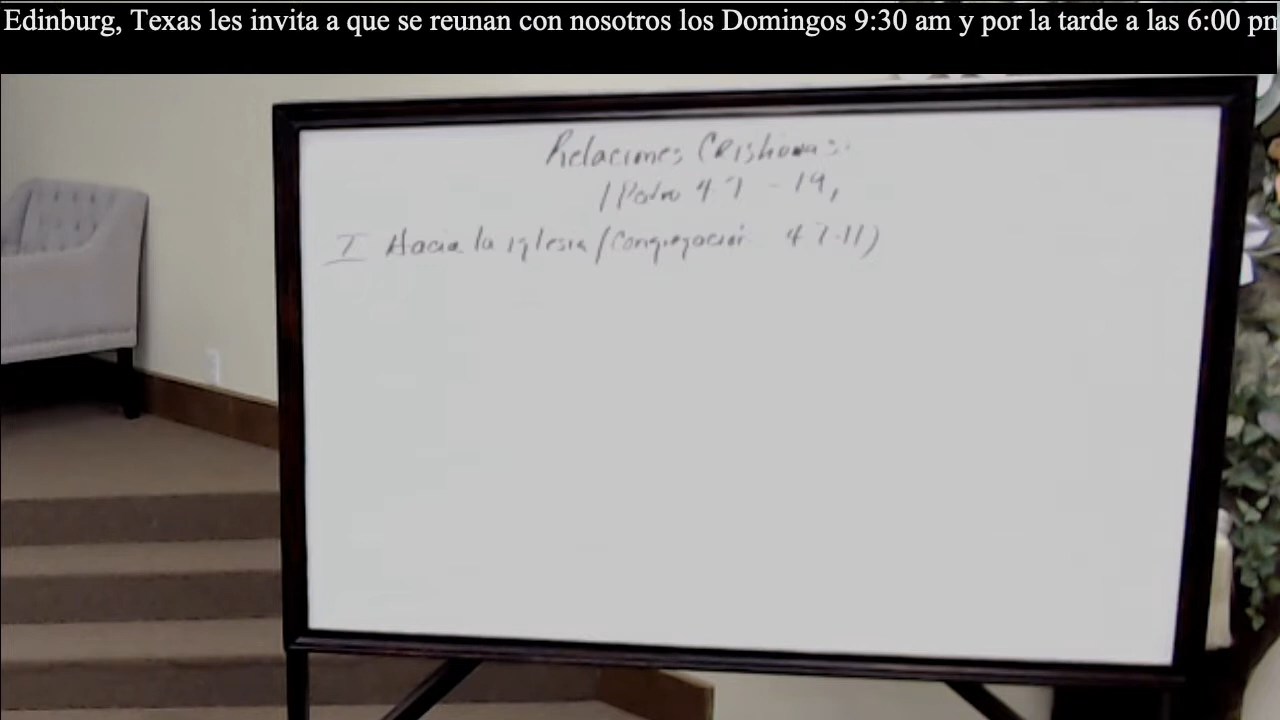 Edinburg, Texas les invita a que se reunan con nosotros los Domingos 9:30 am y por la tarde a las 6:00 pm
Relaciones Cristianas:
1 Pedro 4:7 - 19,
I Hacia la iglesia (Congregación 4:7-11)